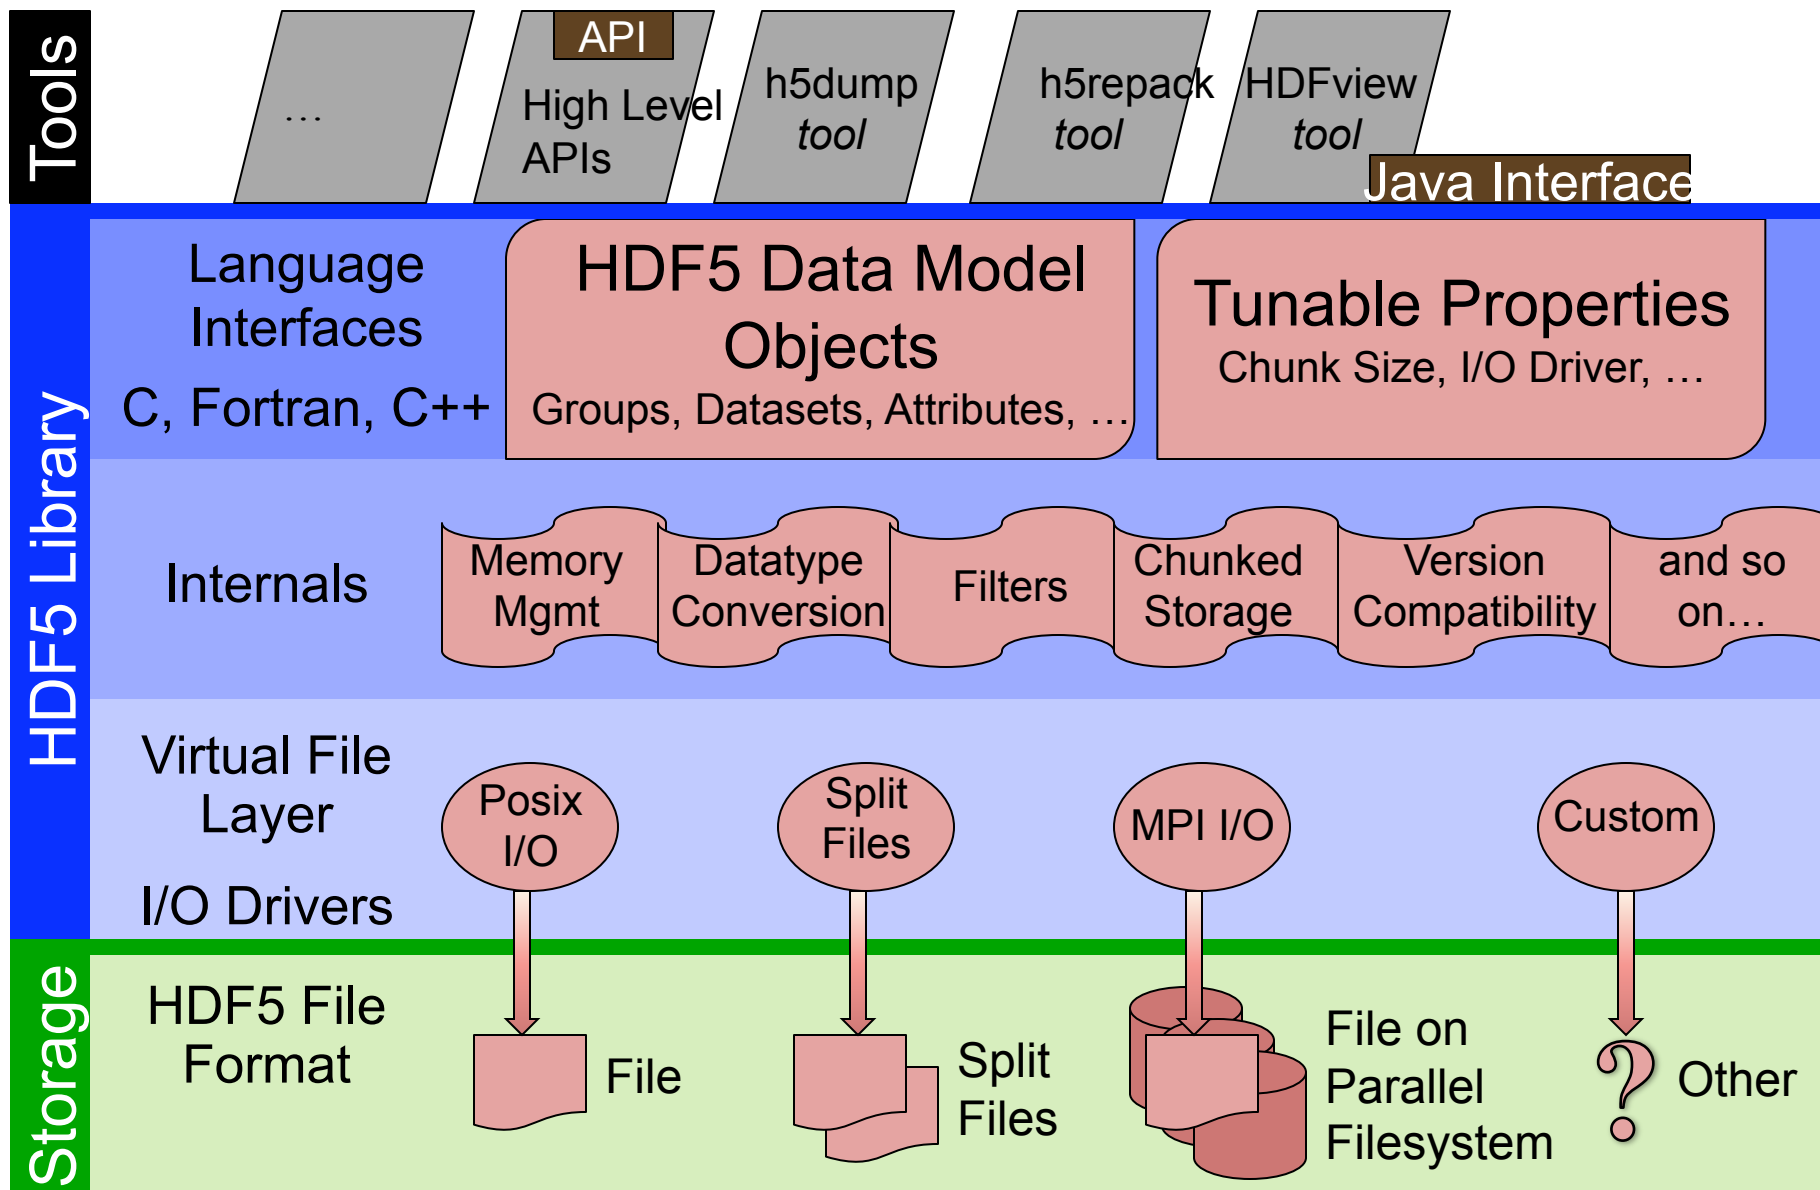 Tools
…
API
High Level
APIs
h5dump
tool
h5repack
tool
HDFview
tool
Java Interface
HDF5 Library
Language
Interfaces
C, Fortran, C++
HDF5 Data Model
Objects
Groups, Datasets, Attributes, …
Tunable Properties
Chunk Size, I/O Driver, …
Internals
Memory
Mgmt
Datatype
Conversion
Filters
Chunked
Storage
Version
Compatibility
and so
on…
Virtual File
Layer
I/O Drivers
Posix
I/O
Split
Files
MPI I/O
Custom
Storage
HDF5 File
Format
File
Split
Files
File on
Parallel
Filesystem
?
Other